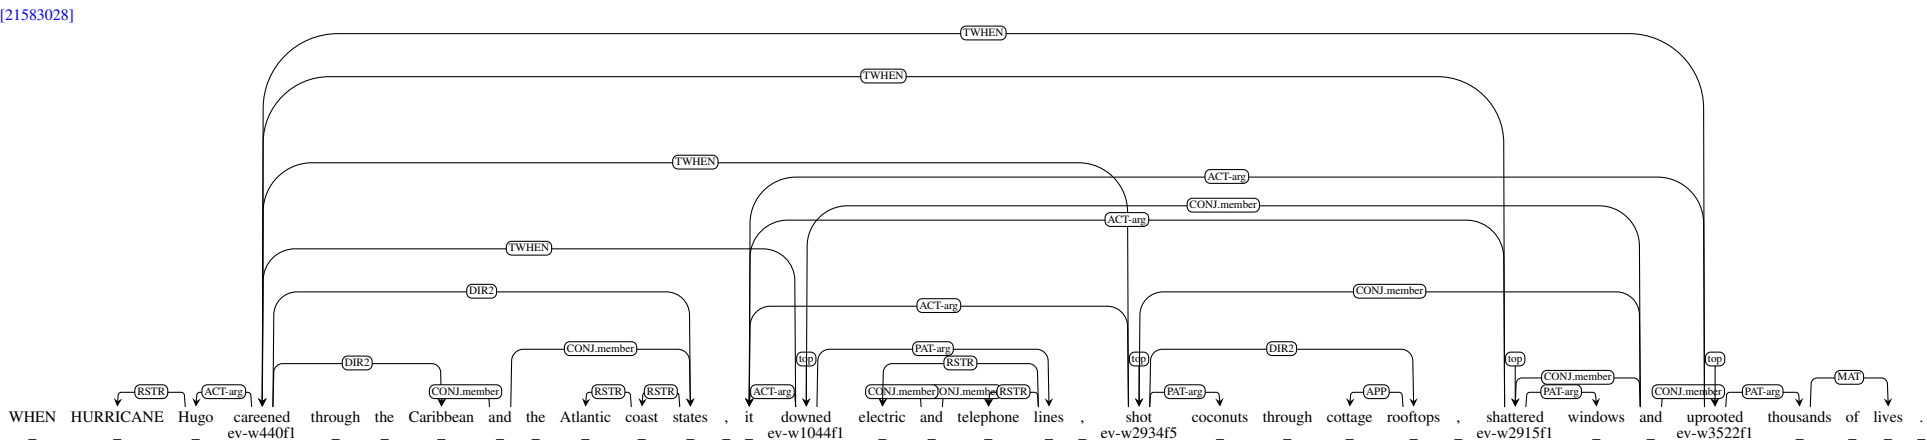 [21583028]
TWHEN
TWHEN
TWHEN
ACT-arg
CONJ.member
ACT-arg
TWHEN
DIR2 CONJ.member
ACT-arg
CONJ.member top PAT-arg top DIR2 top top
DIR2 RSTR
CONJ.member MAT
RSTR ACT-arg CONJ.member RSTR RSTR ACT-arg CONJ.member ONJ.membe RSTR PAT-arg APP PAT-arg CONJ.member PAT-arg
WHEN HURRICANE Hugo careened through the Caribbean and the Atlantic coast states , it downed electric and telephone lines , shot coconuts through cottage rooftops , shattered windows and uprooted thousands of lives .
ev-w440f1 ev-w1044f1 ev-w2934f5 ev-w2915f1 ev-w3522f1
_ _ _ _ _ _ _ _ _ _ _ _ _ _ _ _ _ _ _ _ _ _ _ _ _ _ _ _ _ _